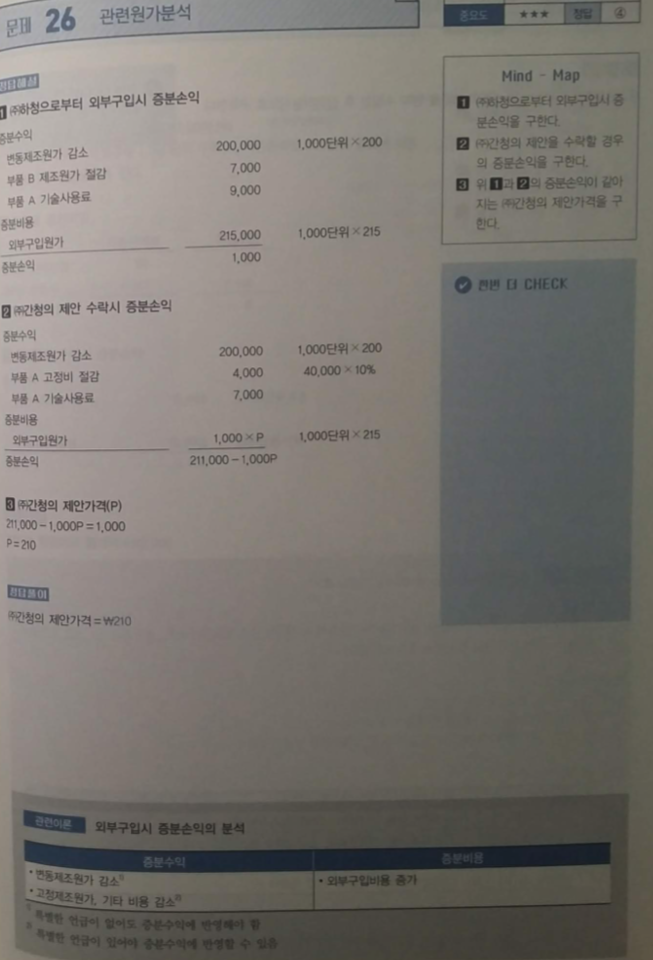 문제 26 관련원가분석
중요도 ★★★ 정답 ④
정답해설
1 ㈜하청으로부터 외부구입시 증분손익
증분수익
변동제조원가 감소 200,000 1,000단위×200
부품 B 제조원가 절감 7,000
부품 A 기술사용료 9,000
증분비용
외부구입원가 215,000 1,000단위×215
증분손익 1,000
2 ㈜간청의 제안 수락시 증분손익
증분수익
변동제조원가 감소 200,000 1,000단위×200
부품 A 고정비 절감 4,000 40,000×10%
부품 A 기술사용료 7,000
증분비용
외부구입원가 1,000×P 1,000단위×215
증분손익 211,000-1,000P
3 ㈜간청의 제안가격(P)
211,000-1,000P=1,000
P=210
정답풀이
㈜간청의 제안가격=₩210
Mind - Map
1 ㈜하청으로부터 외부구입시 증
분손익을 구한다.
2 ㈜간청의 제안을 수락할 경우
의 증분손익을 구한다.
3 위 1과 2의 증분손익이 같아
지는 ㈜간청의 제안가격을 구
한다.
한번 더 CHECK
관련이론 외부구입시 증분손익의 분석
증분수익 증분비용
• 변동제조원가 감소1) • 외부구입비용 증가
• 고정제조원가, 기타 비용 감소2)
1) 특별한 언급이 없어도 증분수익에 반영해야 함
2) 특별한 언급이 있어야 증분수익에 반영할 수 있음